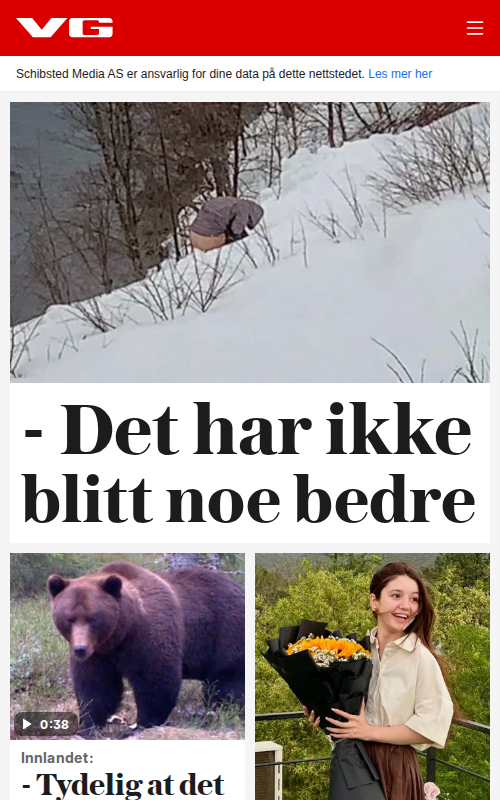 VG
Schibsted Media AS er ansvarlig for dine data på dette nettstedet. Les mer her
- Det har ikke
blitt noe bedre
0:38
Innlandet:
- Tydelig at det